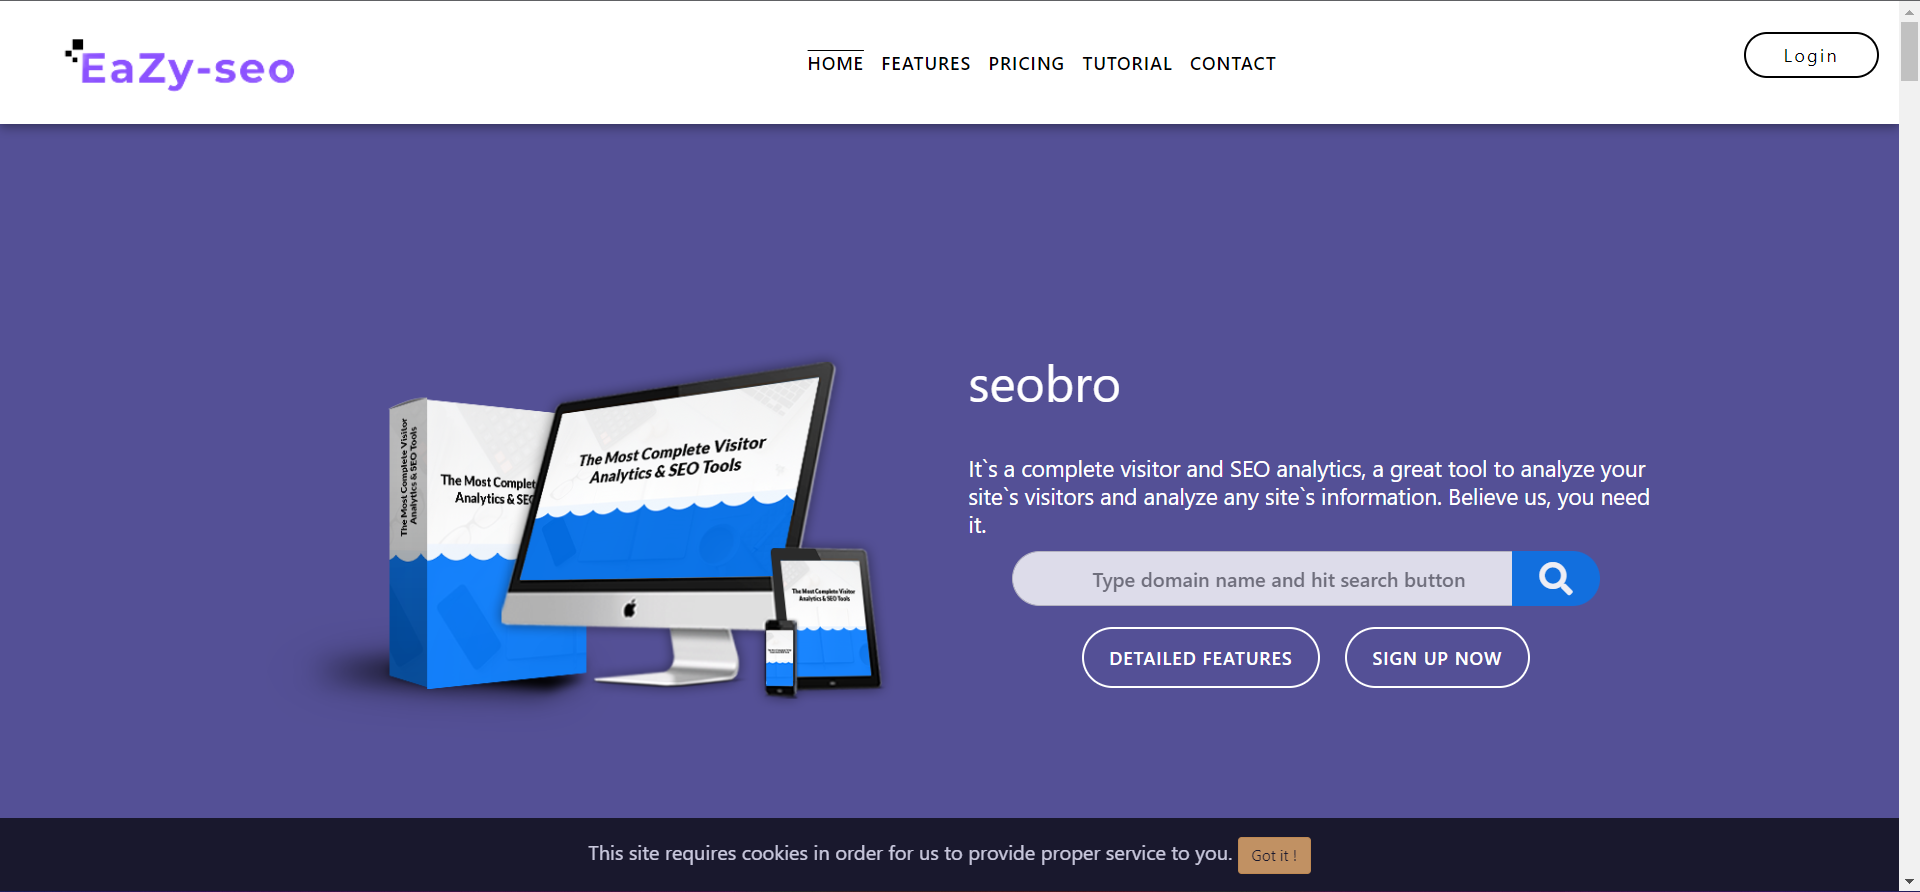 EaZy-seo
HOME FEATURES PRICING TUTORIAL CONTACT
Login
The Most Complete Visitor
Analytics & SEO Tools
The Most Complet
Analytics & SEO
The Most Complete Visitor
Analytics & SEO Tools
The Most Complete Visitor
Analytics & SEO Tools
seobro
It`s a complete visitor and SEO analytics, a great tool to analyze your
site`s visitors and analyze any site`s information. Believe us, you need
it.
Type domain name and hit search button
DETAILED FEATURES SIGN UP NOW
This site requires cookies in order for us to provide proper service to you. Got it !